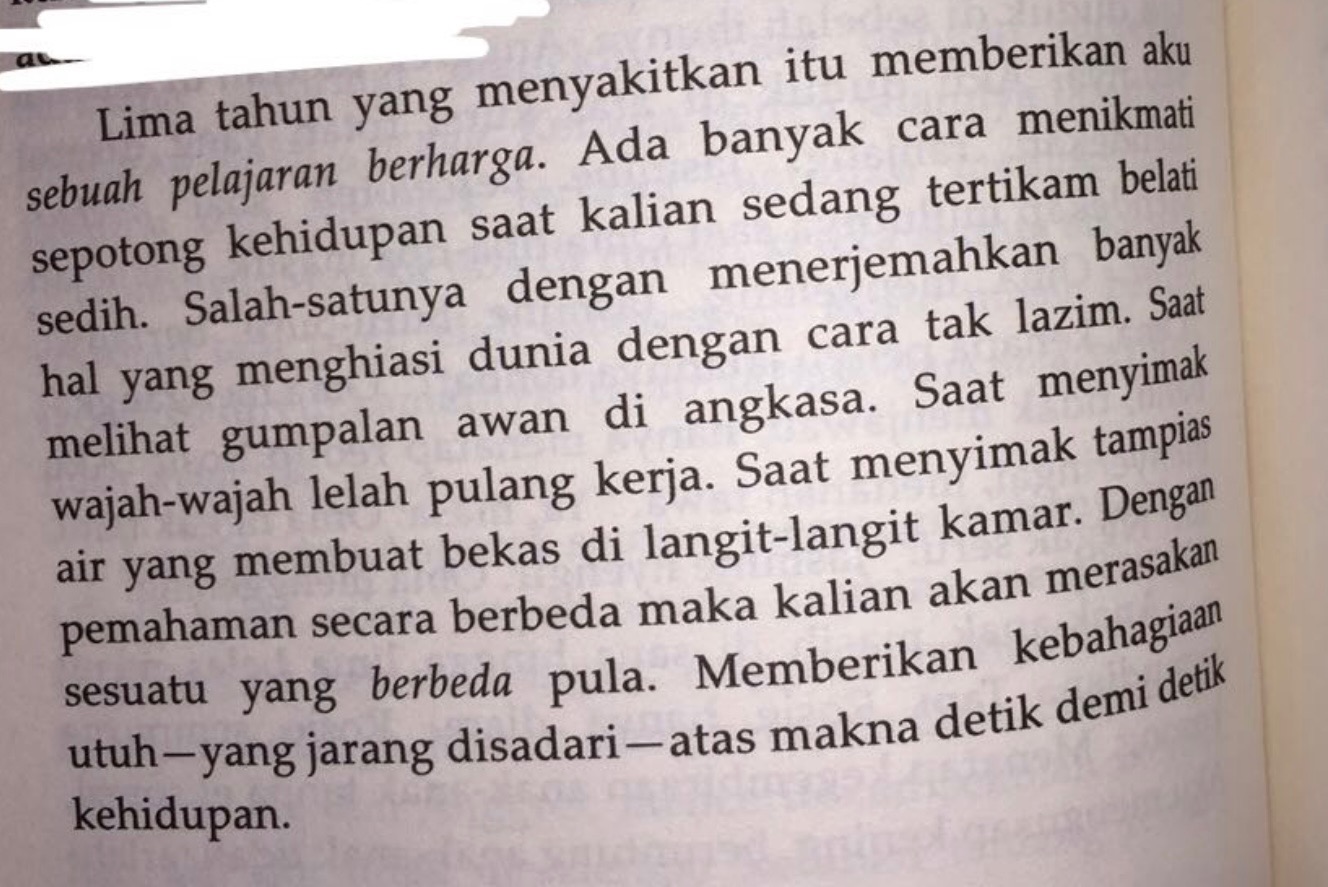 Lima tahun yang menyakitkan itu memberikan aku
sebuah pelajaran berharga. Ada banyak cara menikmati
sepotong kehidupan saat kalian sedang tertikam belati
sedih. Salah-satunya dengan menerjemahkan banyak
hal yang menghiasi dunia dengan cara tak lazim. Saat
melihat gumpalan awan di angkasa. Saat menyimak
wajah-wajah lelah pulang kerja. Saat menyimak tampias
air yang membuat bekas di langit-langit kamar. Dengan
pemahaman secara berbeda maka kalian akan merasakan
sesuatu yang berbeda pula. Memberikan kebahagiaan
utuh—yang jarang disadari—atas makna detik demi detik
kehidupan.